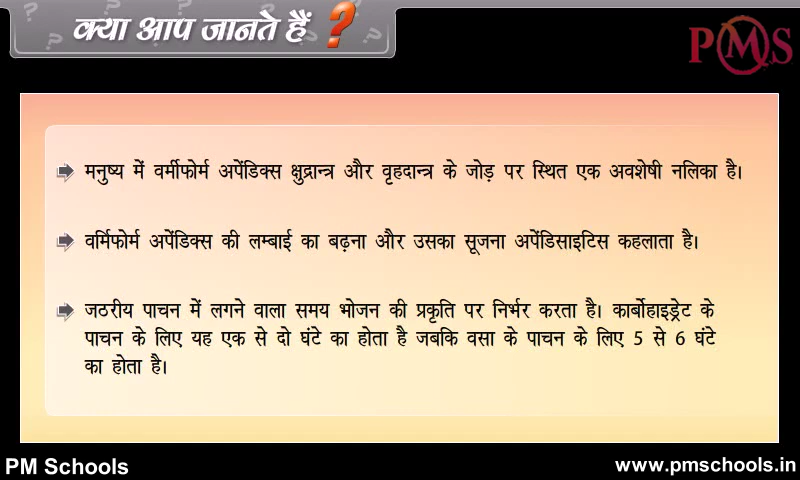 क्या आप जानते हैं ?
PMS
मनुष्य में वर्मीफोर्म अपेंडिक्स क्षुद्रान्त्र और वृहदान्त्र के जोड़ पर स्थित एक अवशेषी नलिका है।
वर्मिफोर्म अपेंडिक्स की लम्बाई का बढ़ना और उसका सूजना अपेंडिसाइटिस कहलाता है।
जठरीय पाचन में लगने वाला समय भोजन की प्रकृति पर निर्भर करता है। कार्बोहाइड्रेट के
पाचन के लिए यह एक से दो घंटे का होता है जबकि वसा के पाचन के लिए 5 से 6 घंटे
का होता है।
PM Schools
www.pmschools.in